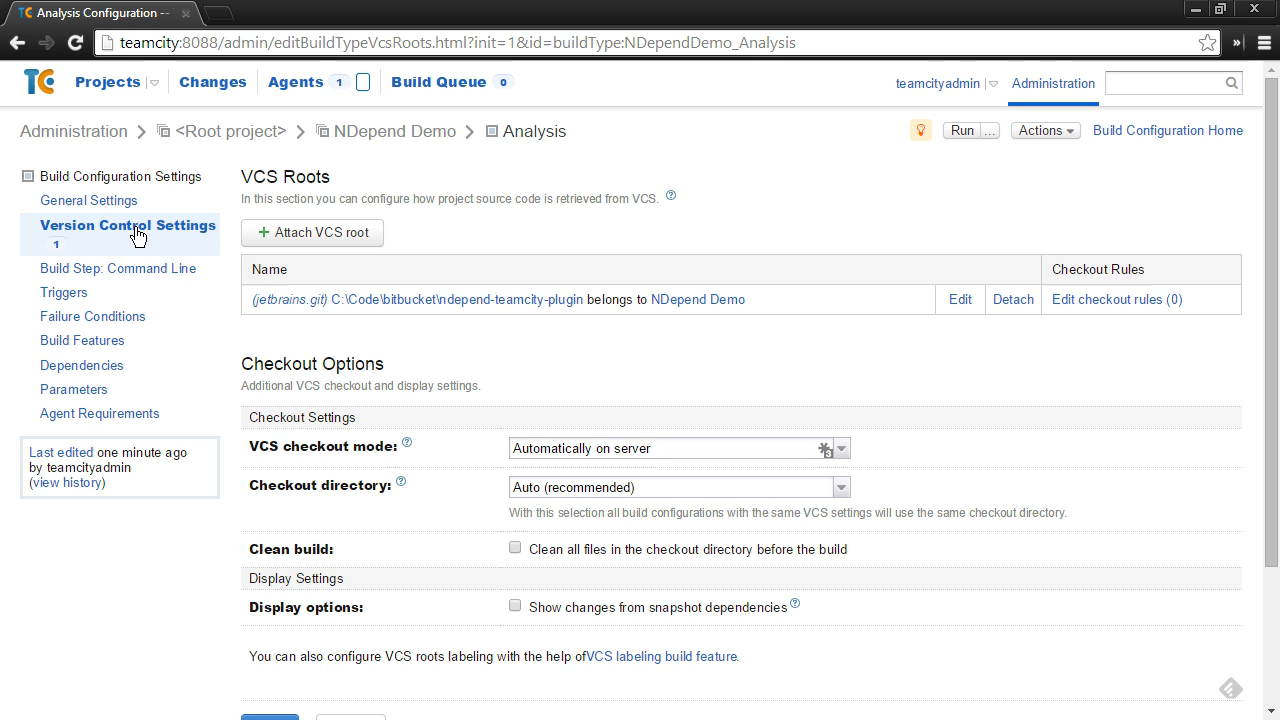 Analysis Configuration --
teamcity:8088/admin/editBuildTypeVcsRoots.html?init=1&id=buildType:NDependDemo_Analysis
TC Projects Changes Agents 1 Build Queue 0 teamcityadmin Administration
Administration <Root project> NDepend Demo Analysis Run ... Actions Build Configuration Home
Build Configuration Settings
General Settings
Version Control Settings
1
Build Step: Command Line
Triggers
Failure Conditions
Build Features
Dependencies
Parameters
Agent Requirements
Last edited one minute ago
by teamcityadmin
(view history)
VCS Roots
In this section you can configure how project source code is retrieved from VCS. ?
+ Attach VCS root
Name Checkout Rules
(jetbrains.git) C:\Code\bitbucket\ndepend-teamcity-plugin belongs to NDepend Demo Edit Detach Edit checkout rules (0)
Checkout Options
Additional VCS checkout and display settings.
Checkout Settings
VCS checkout mode: ? Automatically on server 3
Checkout directory: ? Auto (recommended)
With this selection all build configurations with the same VCS settings will use the same checkout directory.
Clean build: Clean all files in the checkout directory before the build
Display Settings
Display options: Show changes from snapshot dependencies ?
You can also configure VCS roots labeling with the help ofVCS labeling build feature.